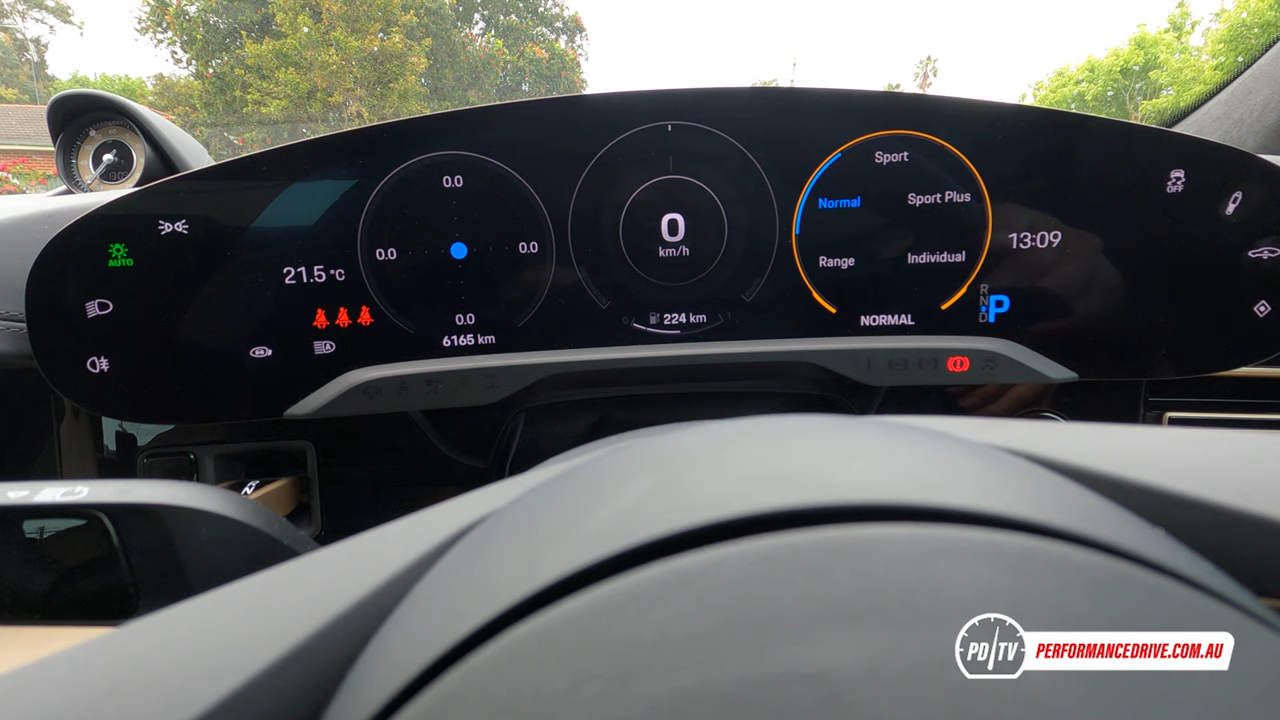 Sport
0.0
Normal
Sport Plus
0
km/h
13:09
0.0
0.0
AUTO
21.5°C
Range
Individual
OFF
R
N
D
P
0.0
224 km
NORMAL
6165 km
A
PD/TV
PERFORMANCEDRIVE.COM.AU